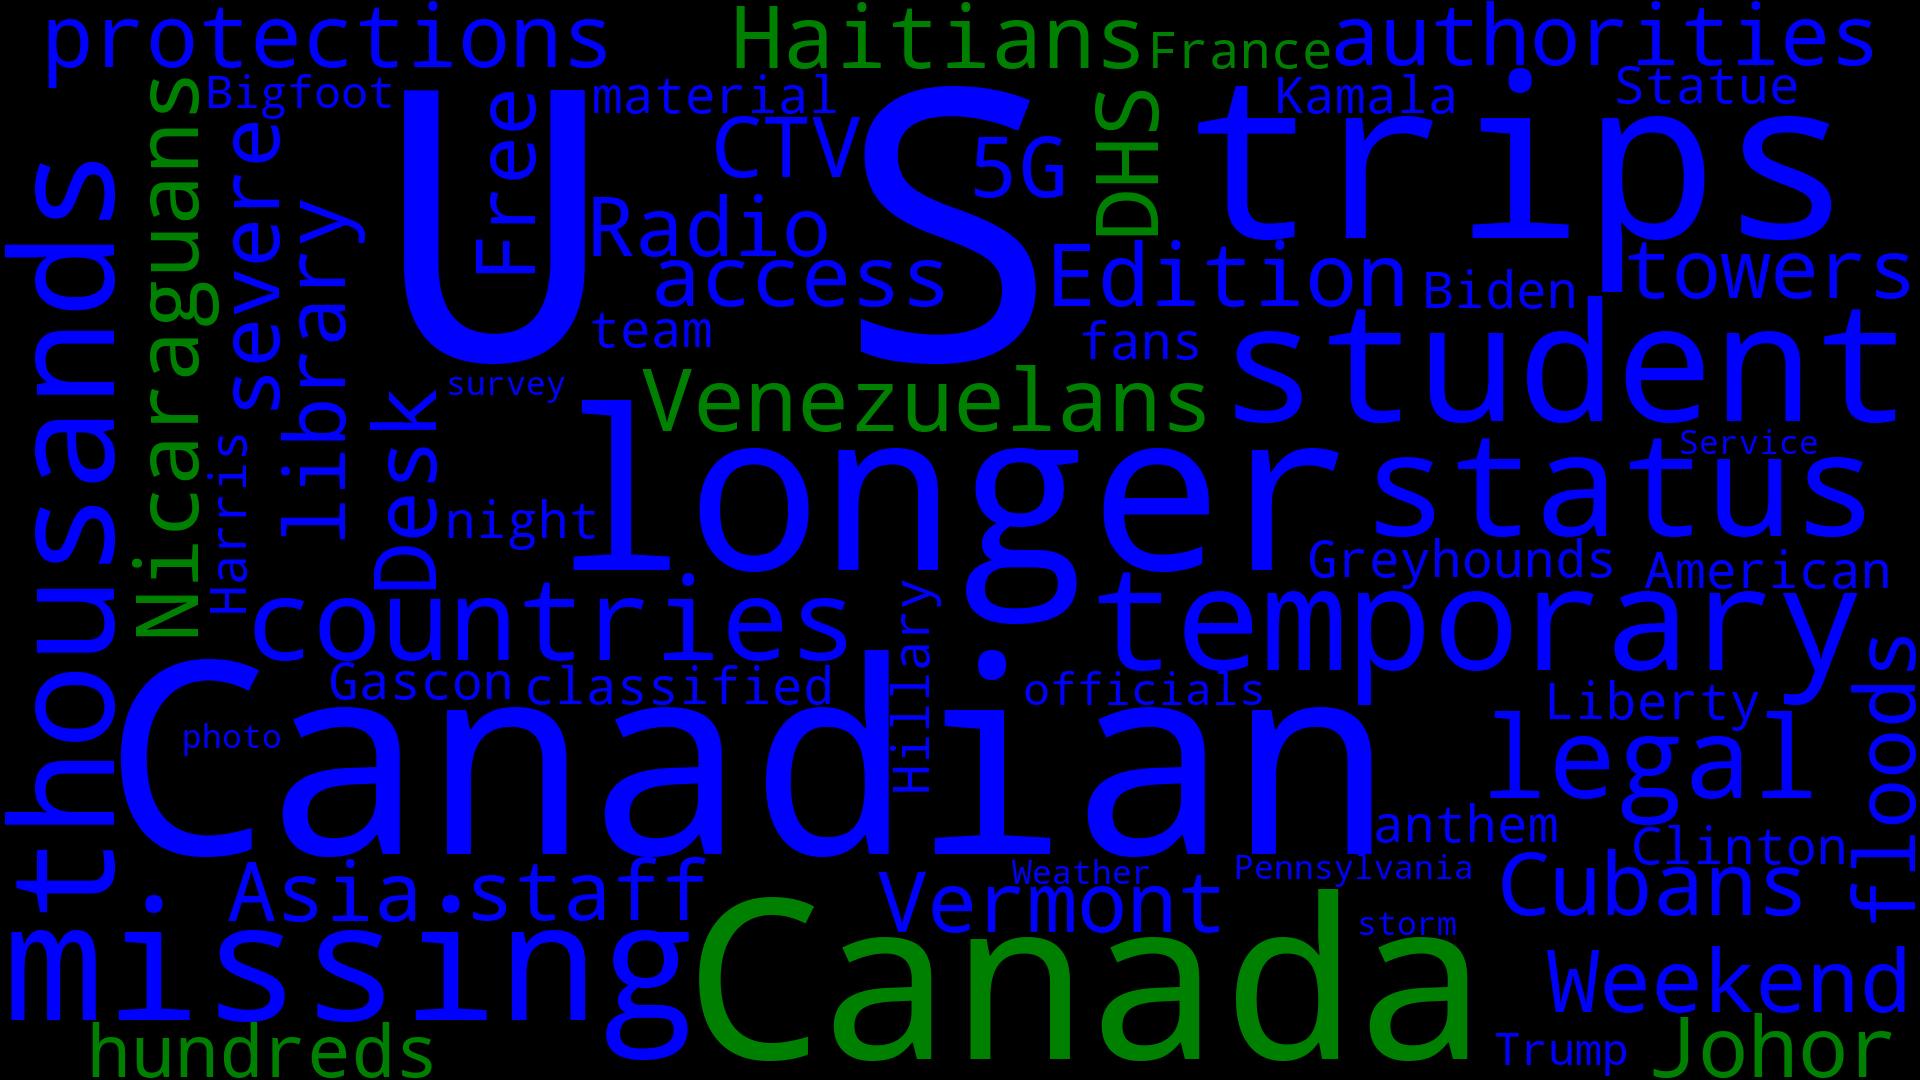 protections
Haitians
France
authorities
Bigfoot
material
Kamala
Statue
U S
trips
Free
CTV
5G
DHS
Nicaraguans
severe
library
thousands
Radio
access
Edition
Biden
towers
team
fans
student
survey
Venezuelans
longer
Desk
Harris
Service
status
night
Greyhounds
American
countries
temporary
Hillary
Gascon
classified
officials
Liberty
floods
Canadian
photo
legal
anthem
Clinton
Asia
staff
Weather
Pennsylvania
Vermont
Cubans
storm
missing
Canada
Weekend
hundreds
Trump
Johor